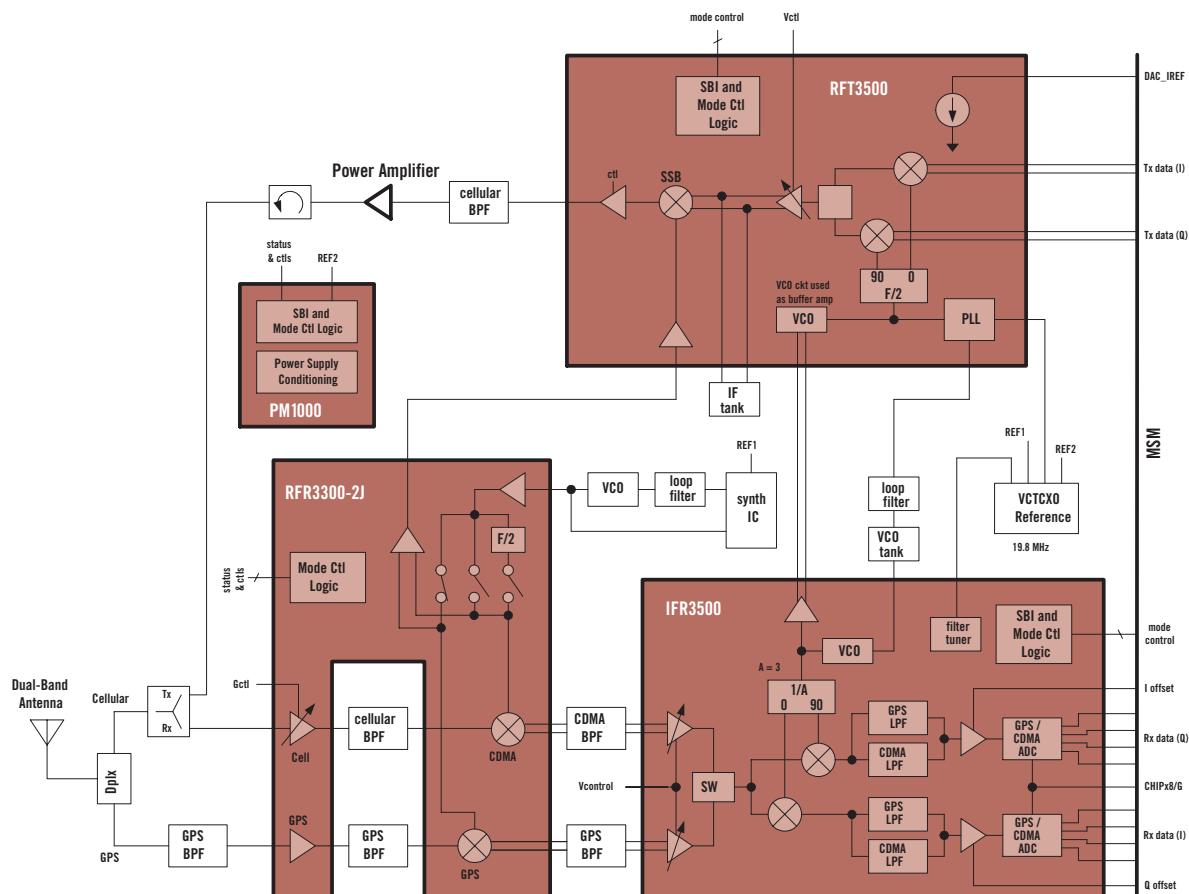 mode control
Vctl
RFT3500
SBI and
Mode Ctl
Logic
DAC_IREF
Tx data (I)
Tx data (Q)
Power Amplifier
cellular
BPF
ctl
SSB
90 0
F/2
VCO ckt used
as buffer amp
VCO
PLL
status
& ctls
REF2
SBI and
Mode Ctl Logic
Power Supply
Conditioning
PM1000
IF
tank
MSM
RFR3300-2J
VCO
loop
filter
REF1
synth
IC
F/2
Mode Ctl
Logic
status
& ctls
loop
filter
VCO
tank
REF1
REF2
VCTCXO
Reference
19.8 MHz
IFR3500
filter
tuner
SBI and
Mode Ctl
Logic
mode
control
VCO
A = 3
1/A
0 90
Dual-Band
Antenna
Cellular
Tx
Rx
Gctl
Cell
cellular
BPF
CDMA
CDMA
BPF
Dplx
GPS
GPS
BPF
GPS
GPS
BPF
GPS
GPS
BPF
Vcontrol
SW
GPS
LPF
CDMA
LPF
GPS /
CDMA
ADC
GPS
LPF
CDMA
LPF
GPS /
CDMA
ADC
I offset
Rx data (Q)
CHIPx8/G
Rx data (I)
Q offset